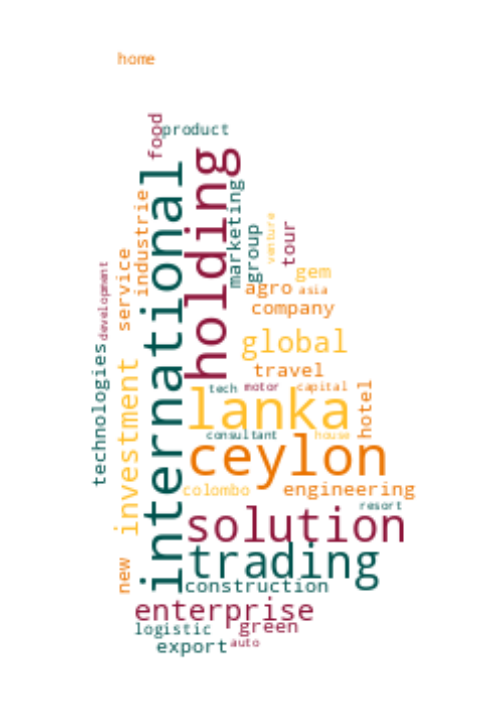 home
food
product
international
holding
industrie
marketing
service
group
venture
tour
development
gem
agro
asia
company
technologies
global
travel
investment
tech
motor
capital
lanka
hotel
consultant
house
ceylon
colombo
engineering
resort
solution
trading
new
construction
enterprise
logistic
green
export
auto